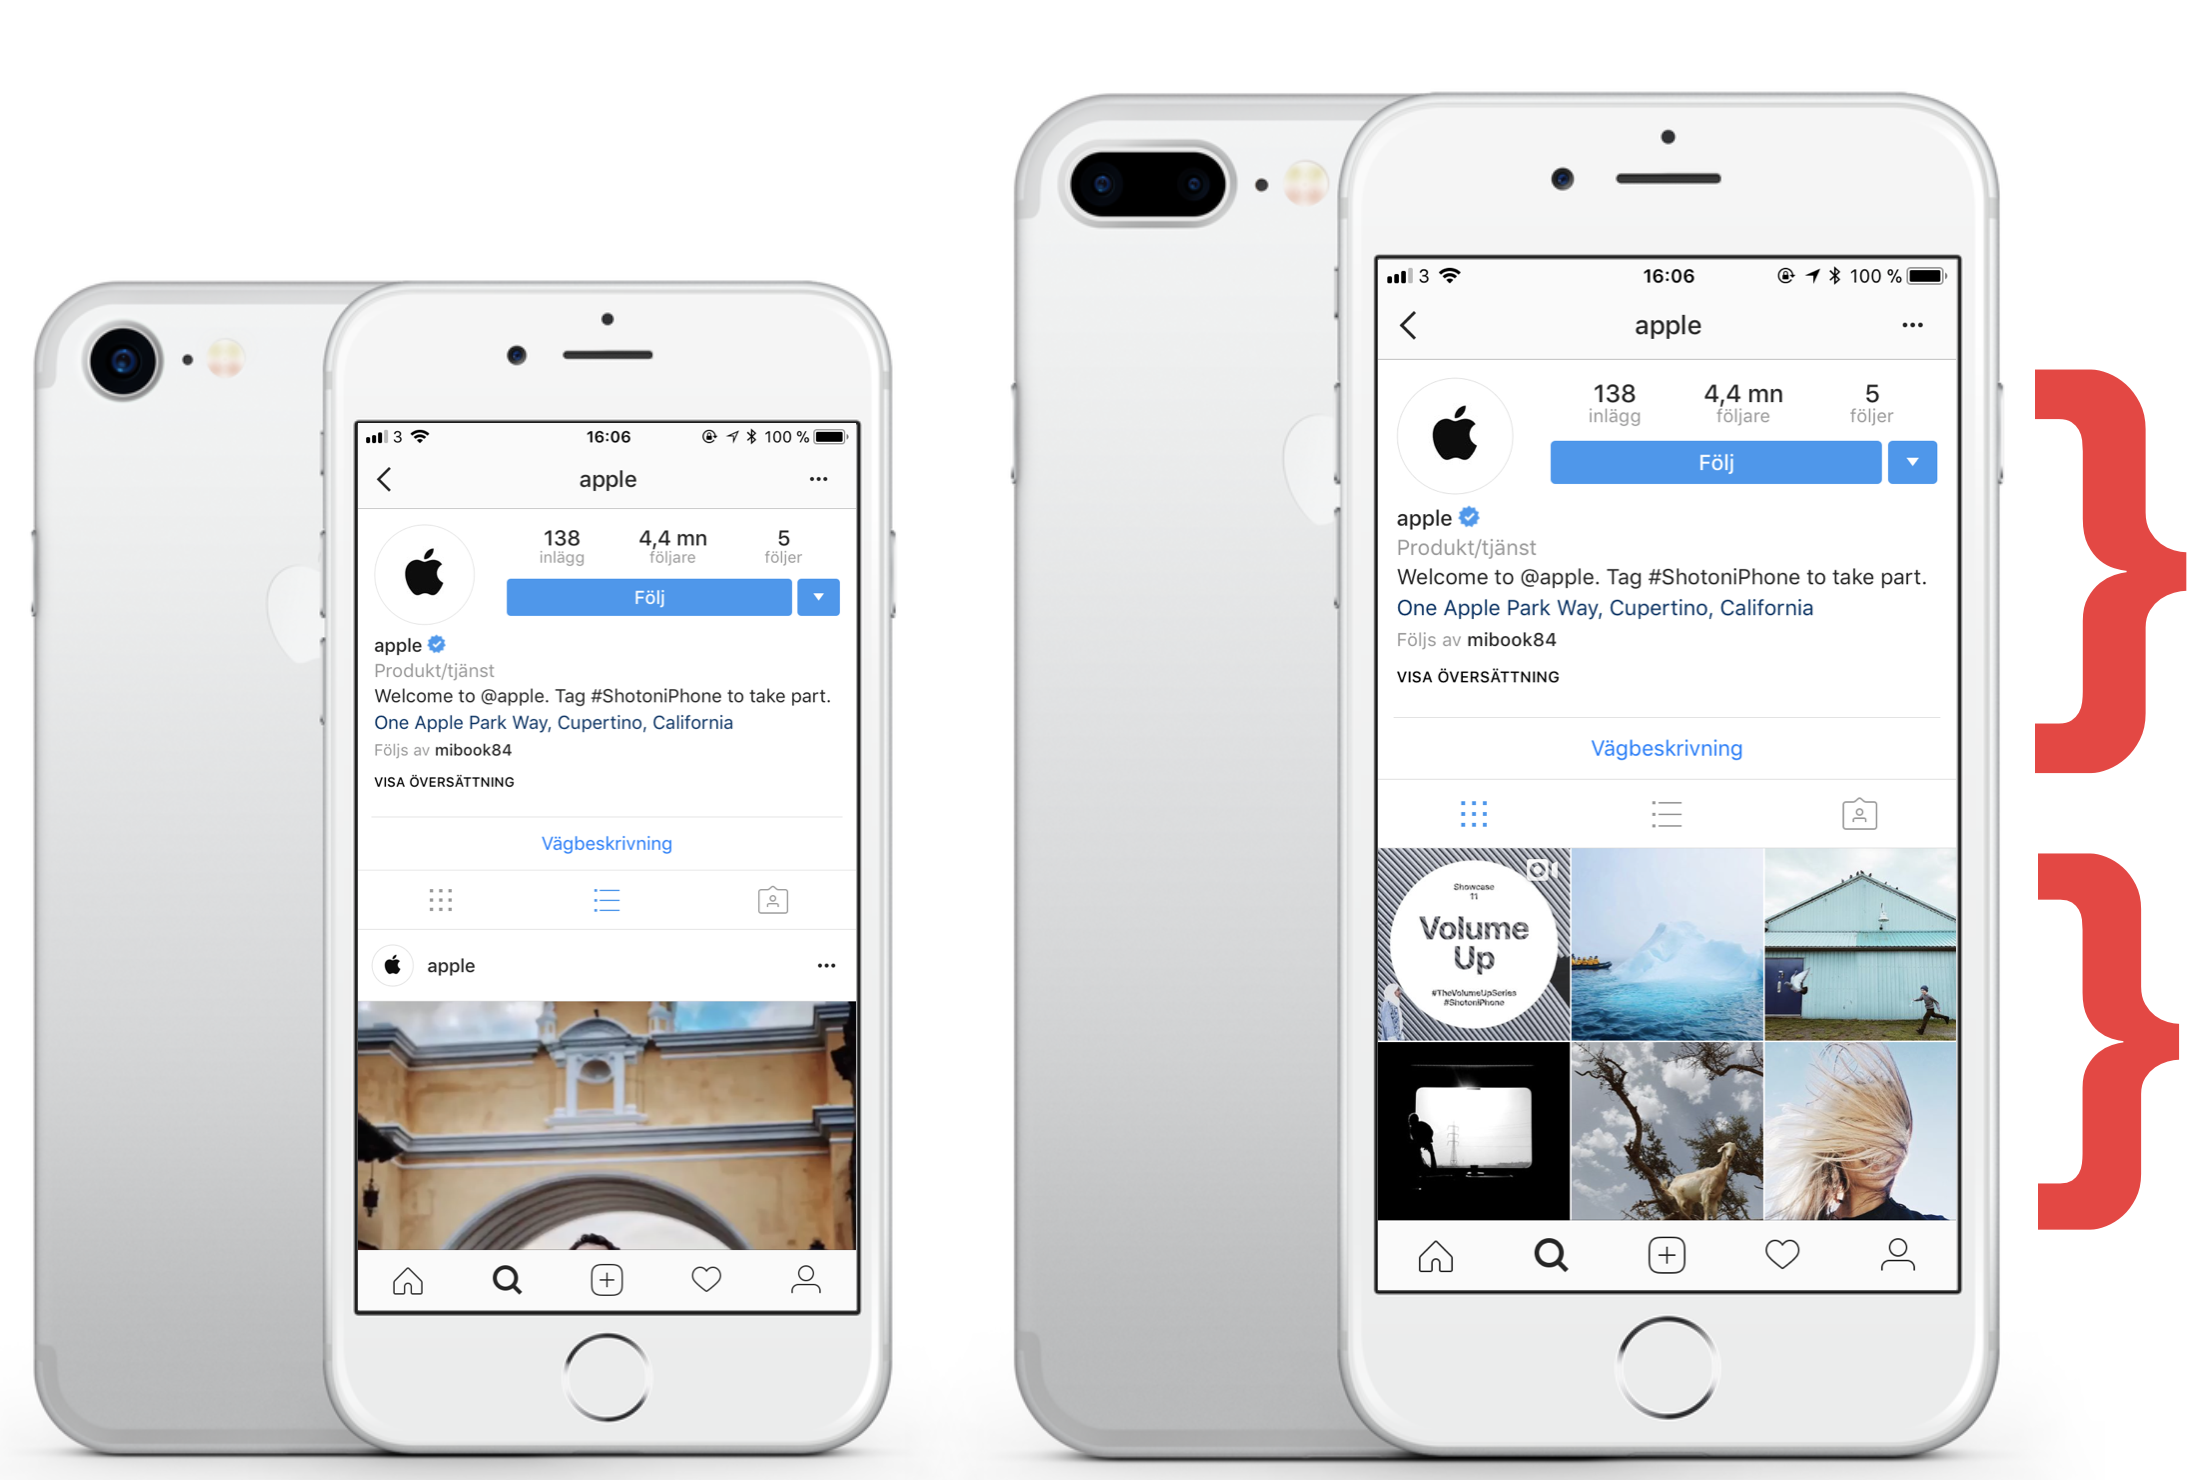 3 16:06 100 %
apple
138 4,4 mn 5
inlägg följare följer
Följ
apple
Produkt/tjänst
Welcome to @apple. Tag #ShotoniPhone to take part.
One Apple Park Way, Cupertino, California
Följs av mibook84
VISA ÖVERSÄTTNING
Vägbeskrivning
apple
3 16:06 100 %
apple
138 4,4 mn 5
inlägg följare följer
Följ
apple
Produkt/tjänst
Welcome to @apple. Tag #ShotoniPhone to take part.
One Apple Park Way, Cupertino, California
Följs av mibook84
VISA ÖVERSÄTTNING
Vägbeskrivning
Showcase
11
Volume
Up
#TheVolumeUpSeries
#ShotoniPhone
}
}